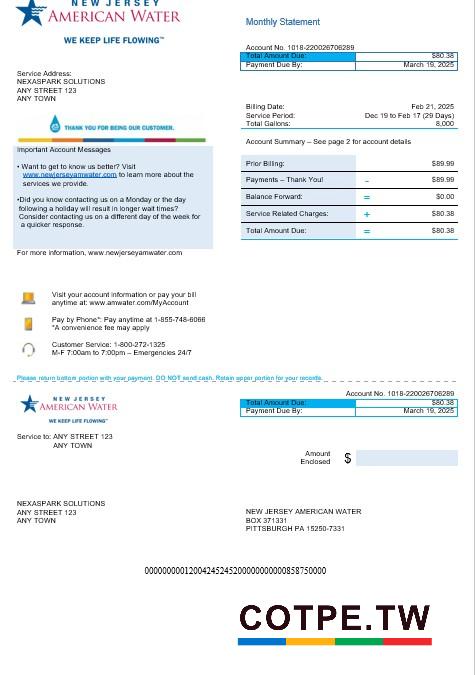 NEW JERSEY
AMERICAN WATER
WE KEEP LIFE FLOWING™
Monthly Statement
Account No. 1018-220026706289
Total Amount Due: $80.38
Payment Due By: March 19, 2025
Service Address:
NEXASPARK SOLUTIONS
ANY STREET 123
ANY TOWN
Billing Date: Feb 21, 2025
Service Period: Dec 19 to Feb 17 (29 Days)
Total Gallons: 8,000
THANK YOU FOR BEING OUR CUSTOMER.
Account Summary – See page 2 for account details
Important Account Messages
• Want to get to know us better? Visit
www.newjerseyamwater.com to learn more about the
services we provide.
•Did you know contacting us on a Monday or the day
following a holiday will result in longer wait times?
Consider contacting us on a different day of the week for
a quicker response.
Prior Billing: $89.99
Payments – Thank You! - $89.99
Balance Forward: = $0.00
Service Related Charges: + $80.38
Total Amount Due: = $80.38
For more information, www.newjerseyamwater.com
Visit your account information or pay your bill
anytime at: www.amwater.com/MyAccount
Pay by Phone*: Pay anytime at 1-855-748-6066
*A convenience fee may apply
Customer Service: 1-800-272-1325
M-F 7:00am to 7:00pm – Emergencies 24/7
Please return bottom portion with your payment. DO NOT send cash. Retain upper portion for your records.
NEW JERSEY
AMERICAN WATER
WE KEEP LIFE FLOWING™
Account No. 1018-220026706289
Total Amount Due: $80.38
Payment Due By: March 19, 2025
Service to: ANY STREET 123
ANY TOWN
Amount
Enclosed $
NEXASPARK SOLUTIONS
ANY STREET 123
ANY TOWN
NEW JERSEY AMERICAN WATER
BOX 371331
PITTSBURGH PA 15250-7331
COTPE.TW